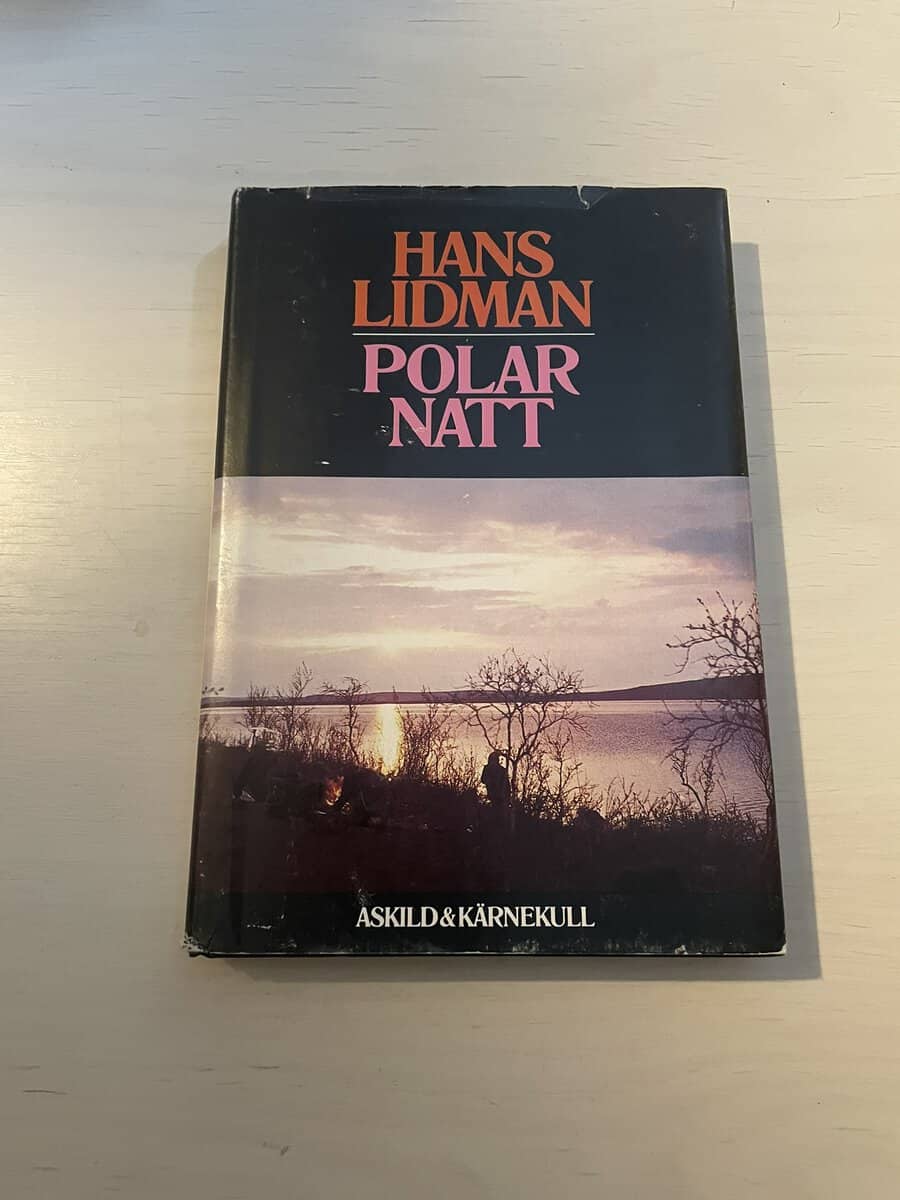 HANS
LIDMAN
POLAR
NATT
ASKILD & KÄRNEKULL